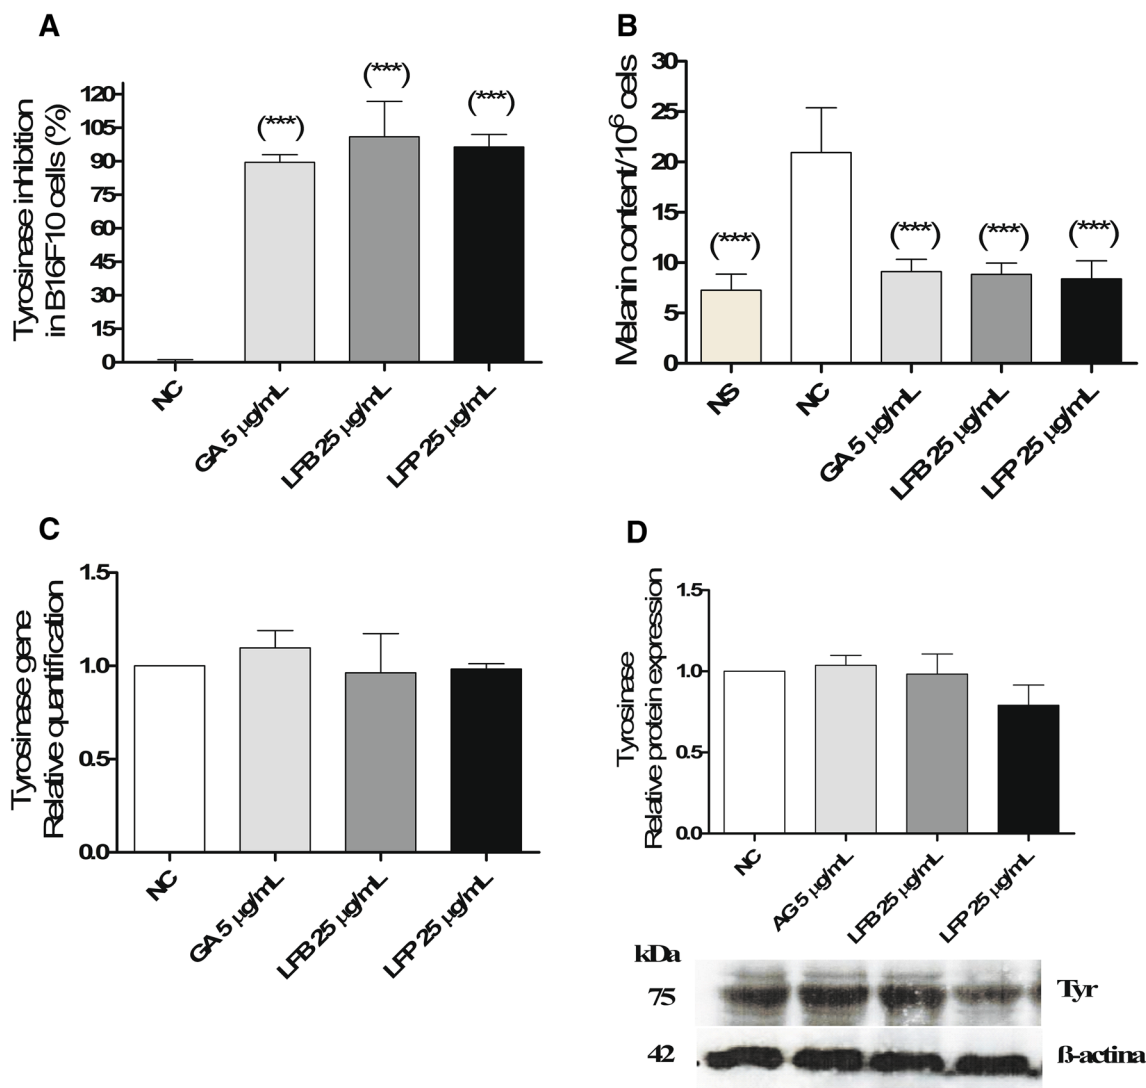 A
Tyrosinase inhibition
in B16F10 cells (%)
120
105
90
75
60
45
30
15
0
(***)
(***)
(***)
NC
GA 5 µg/mL
LFB 25 µg/mL
LFP 25 µg/mL
B
Melanin content/10⁶ cels
30
25
20
15
10
5
0
(***)
(***)
(***)
(***)
NS
NC
GA 5 µg/mL
LFB 25 µg/mL
LFP 25 µg/mL
C
Tyrosinase gene
Relative quantification
1.5
1.0
0.5
0.0
NC
GA 5 µg/mL
LFB 25 µg/mL
LFP 25 µg/mL
D
Tyrosinase
Relative protein expression
1.5
1.0
0.5
0.0
NC
AG 5 µg/mL
LFB 25 µg/mL
LFP 25 µg/mL
kDa
75
Tyr
42
ß-actina